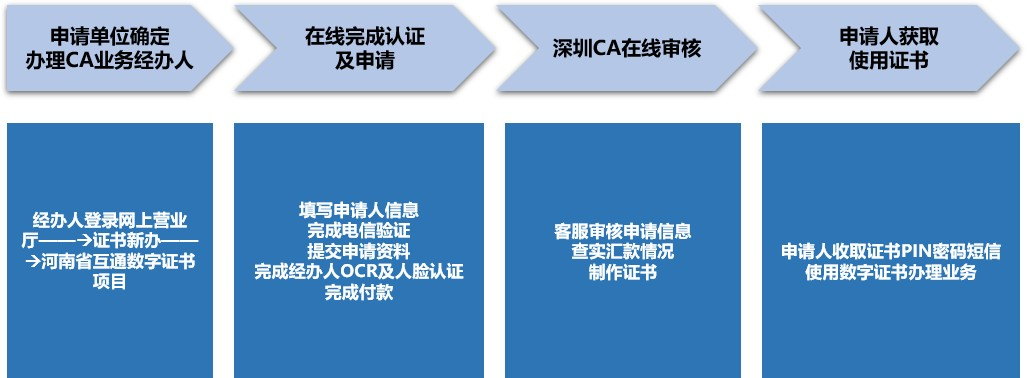 申请单位确定
办理CA业务经办人
在线完成认证
及申请
深圳CA在线审核
申请人获取
使用证书
经办人登录网上营业
厅——→证书新办——
→河南省互通数字证书
项目
填写申请人信息
完成电信验证
提交申请资料
完成经办人OCR及人脸认证
完成付款
客服审核申请信息
查实汇款情况
制作证书
申请人收取证书PIN密码短信
使用数字证书办理业务